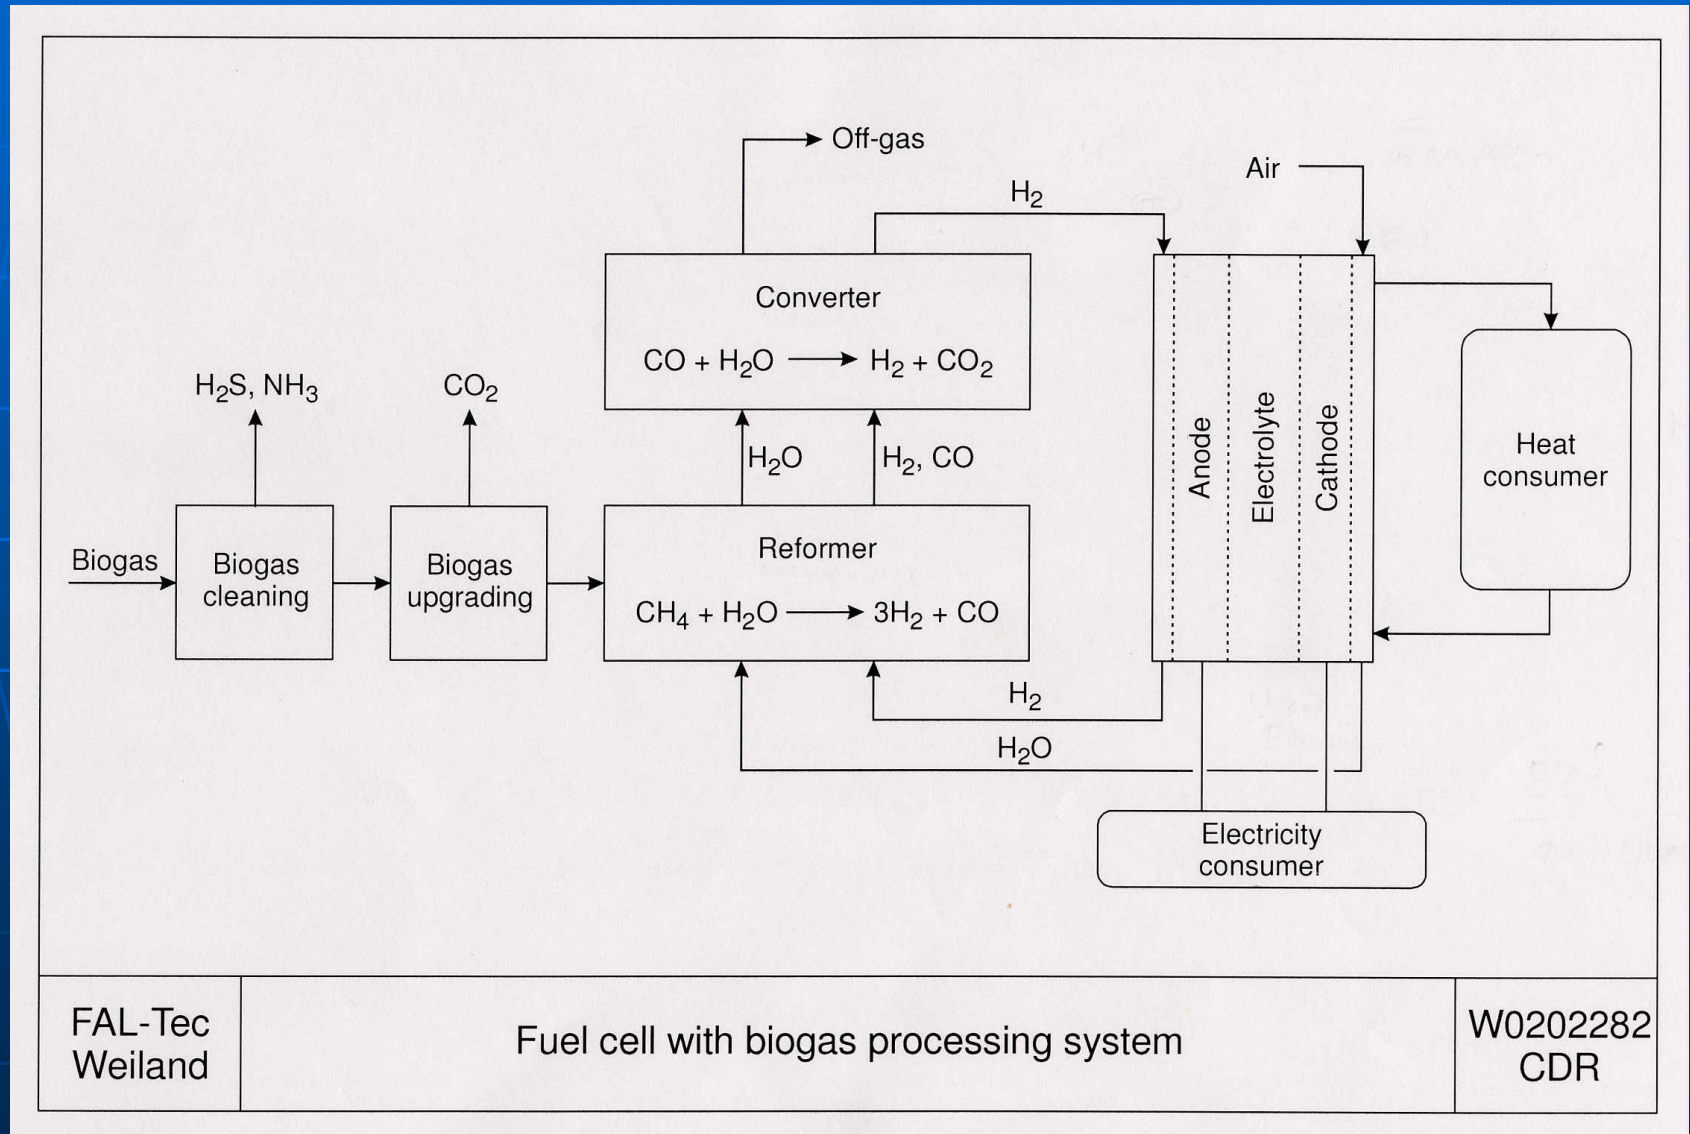 Off-gas
Air
H₂
Converter
CO + H₂O → H₂ + CO₂
H₂S, NH₃
CO₂
H₂O
H₂, CO
Anode
Electrolyte
Cathode
Heat
consumer
Biogas
Biogas
cleaning
Biogas
upgrading
Reformer
CH₄ + H₂O → 3H₂ + CO
H₂
H₂O
Electricity
consumer
FAL-Tec
Weiland
Fuel cell with biogas processing system
W0202282
CDR